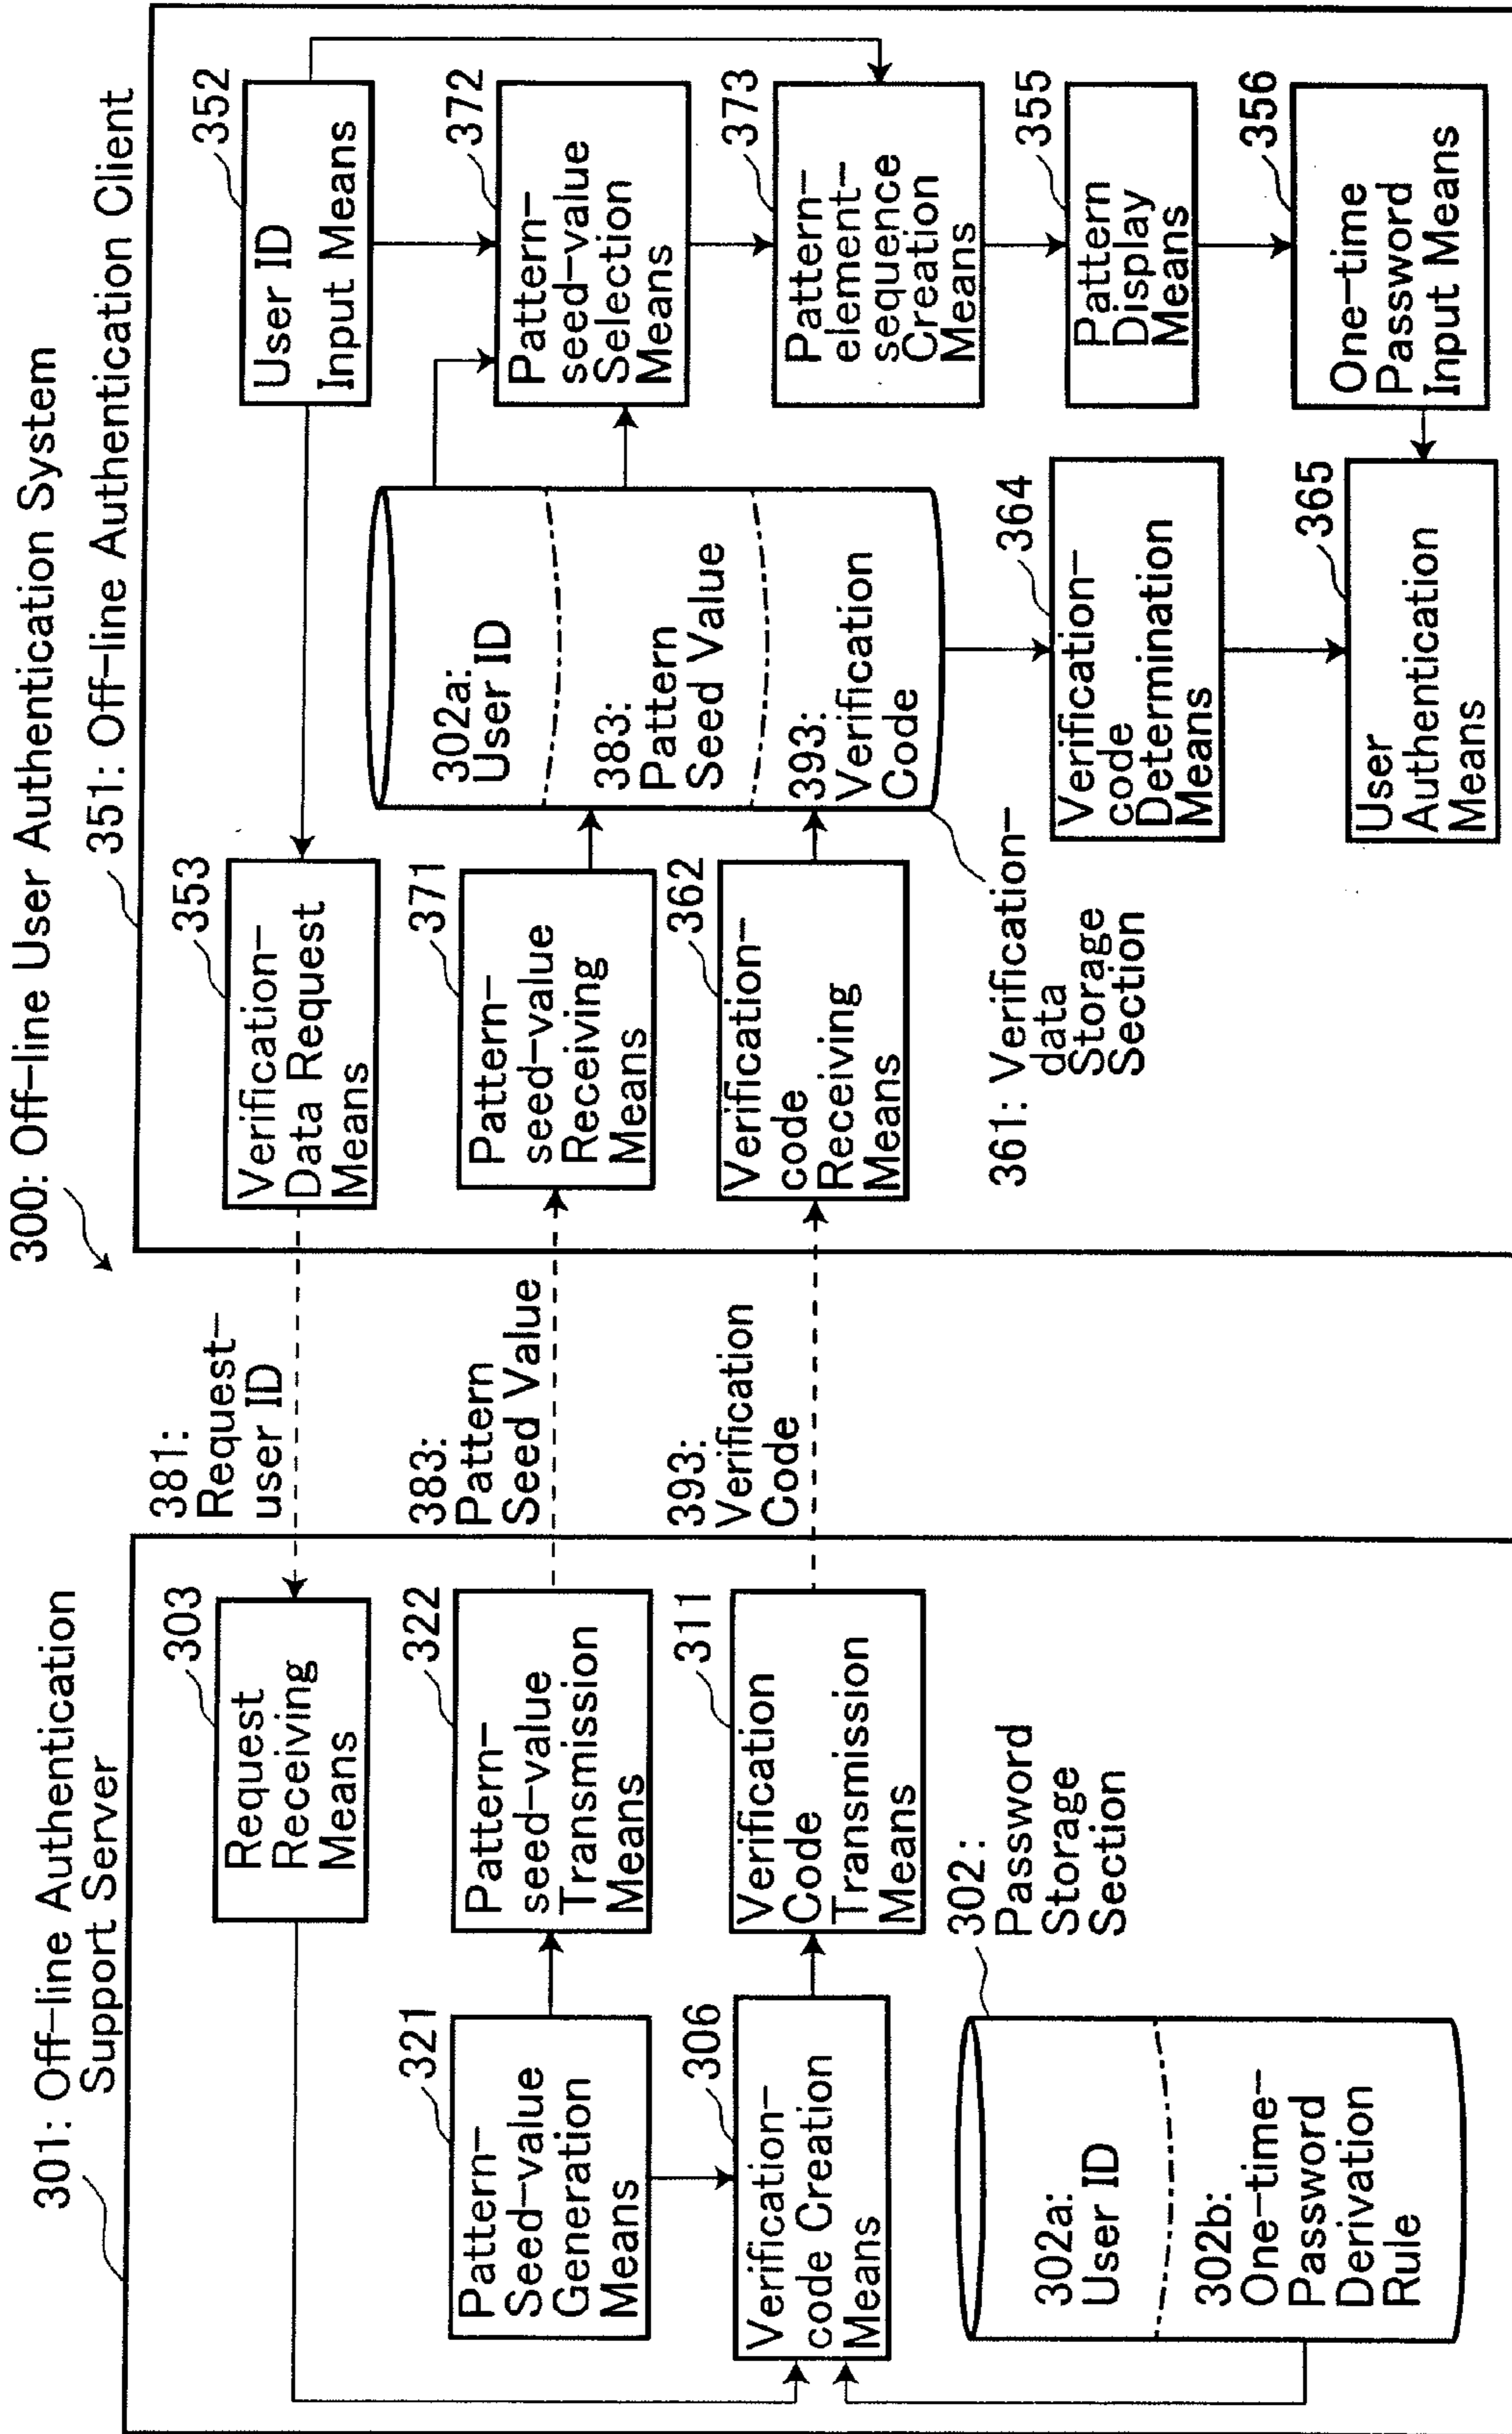 300: Off-line User Authentication System
301: Off-line Authentication
Support Server
303
Request
Receiving
Means
321
Pattern-
Seed-value
Generation
Means
322
Pattern-
seed-value
Transmission
Means
306
Verification-
code Creation
Means
311
Verification
Code
Transmission
Means
302:
Password
Storage
Section
302a:
User ID
302b:
One-time-
Password
Derivation
Rule
381:
Request-
user ID
383:
Pattern
Seed Value
393:
Verification
Code
351: Off-line Authentication Client
353
Verification-
Data Request
Means
352
User ID
Input Means
371
Pattern-
seed-value
Receiving
Means
362
Verification-
code
Receiving
Means
302a:
User ID
383:
Pattern
Seed Value
393:
Verification
Code
361: Verification-
data
Storage
Section
372
Pattern-
seed-value
Selection
Means
373
Pattern-
element-
sequence
Creation
Means
355
Pattern
Display
Means
356
One-time
Password
Input Means
364
Verification-
code
Determination
Means
365
User
Authentication
Means